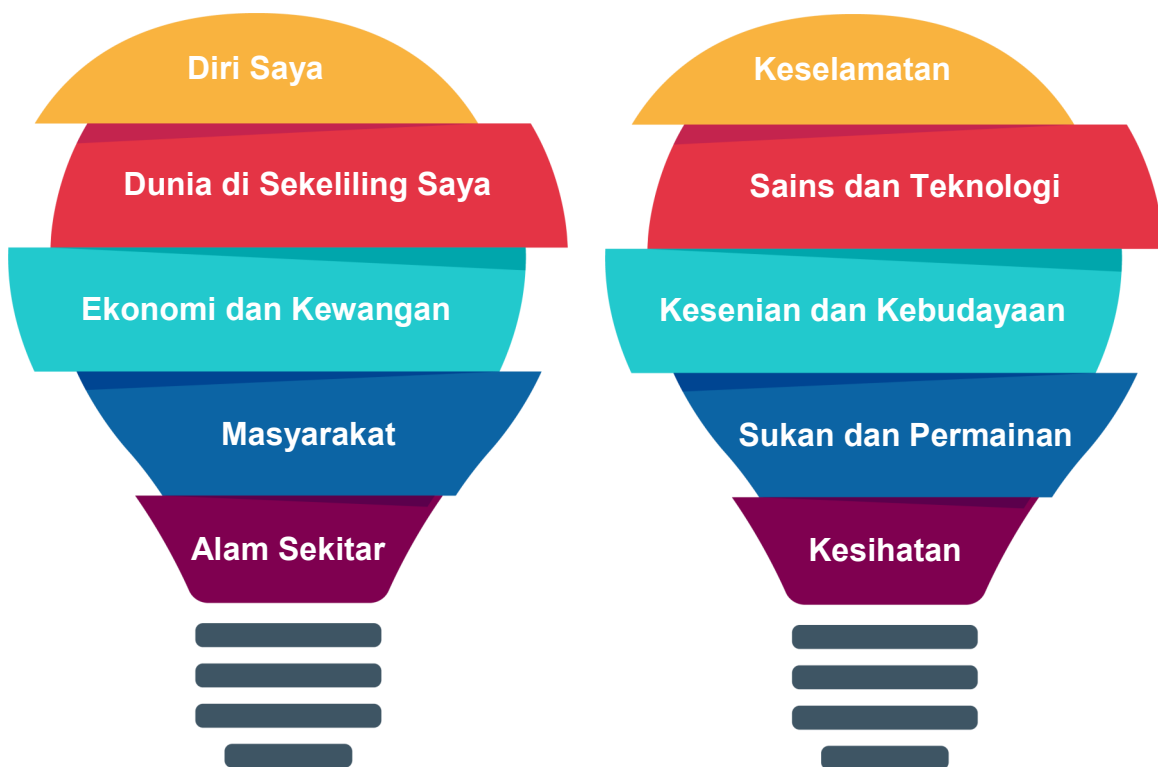 Diri Saya
Dunia di Sekeliling Saya
Ekonomi dan Kewangan
Masyarakat
Alam Sekitar
Keselamatan
Sains dan Teknologi
Kesenian dan Kebudayaan
Sukan dan Permainan
Kesihatan